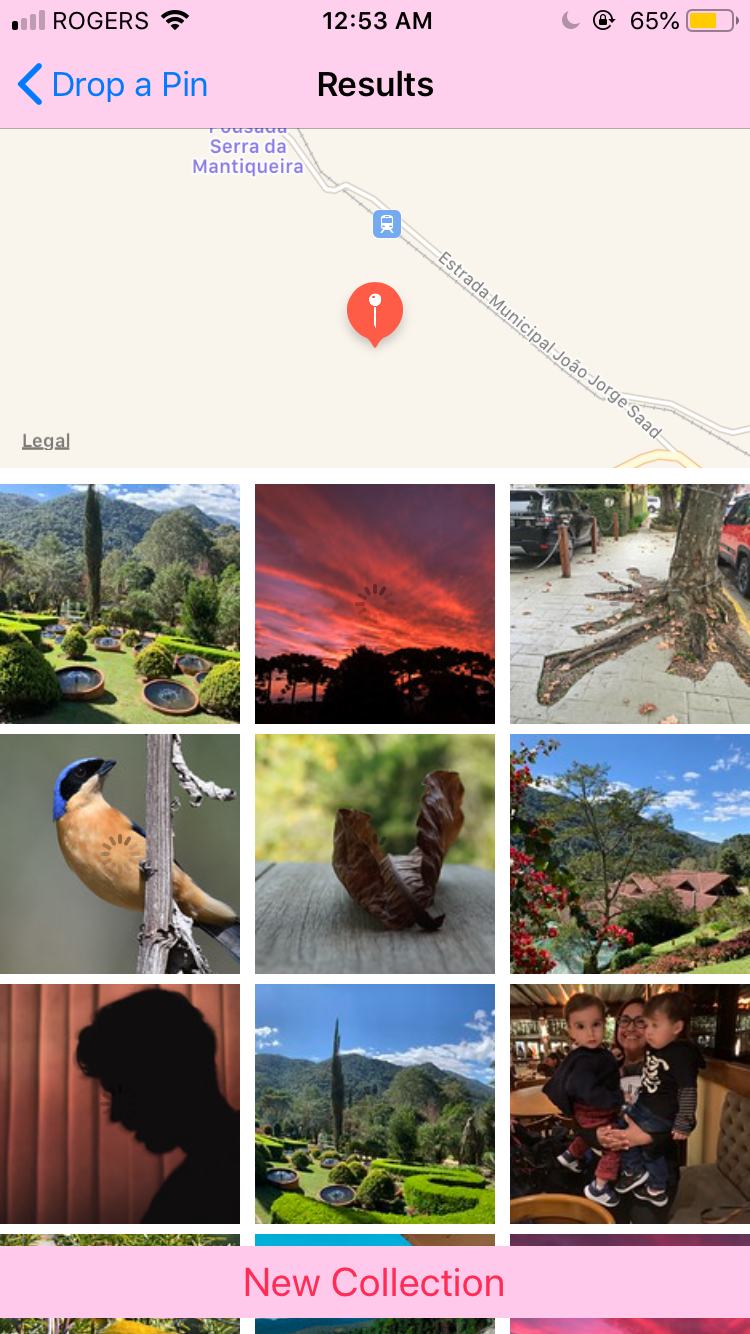 ROGERS 12:53 AM 65%
Drop a Pin Results
Pousada
Serra da
Mantiqueira
Estrada Municipal João Jorge Saad
Legal
New Collection